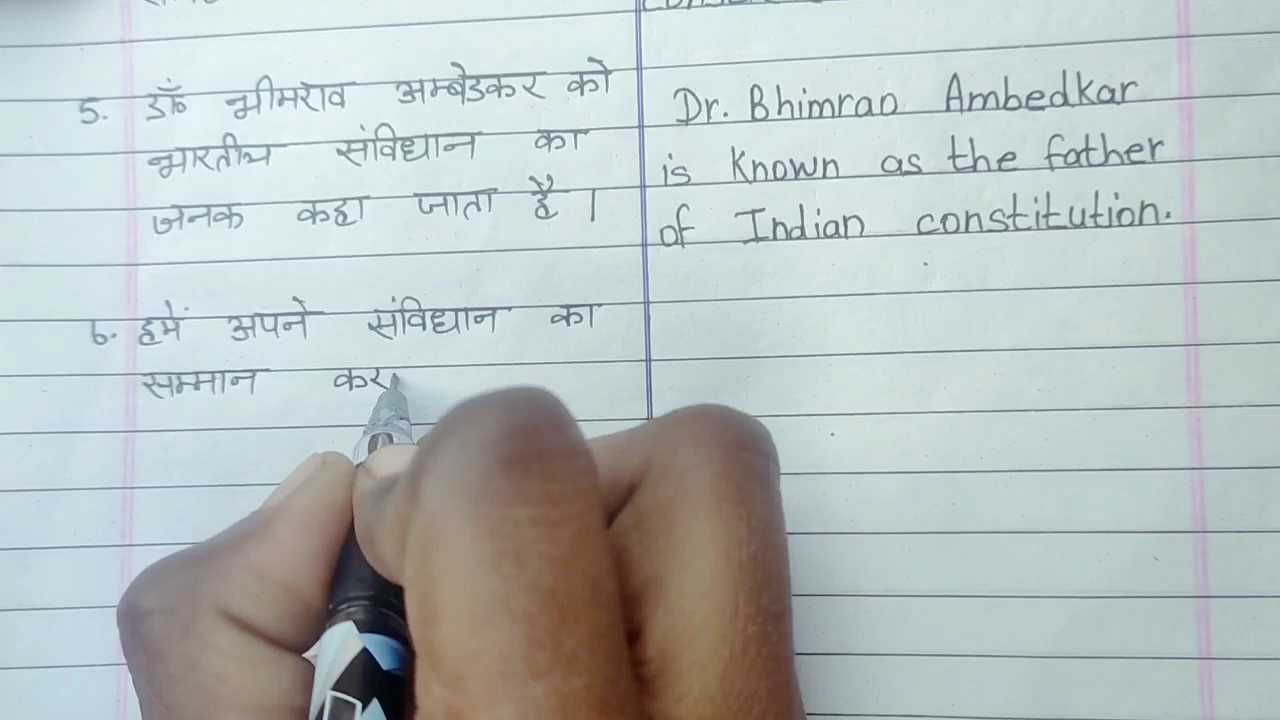 5. डॉ भीमराव अम्बेडकर को
भारतीय संविधान का
जनक कहा जाता है ।
Dr. Bhimrao Ambedkar
is Known as the father
of Indian constitution.
6. हमें अपने संविधान का
सम्मान कर